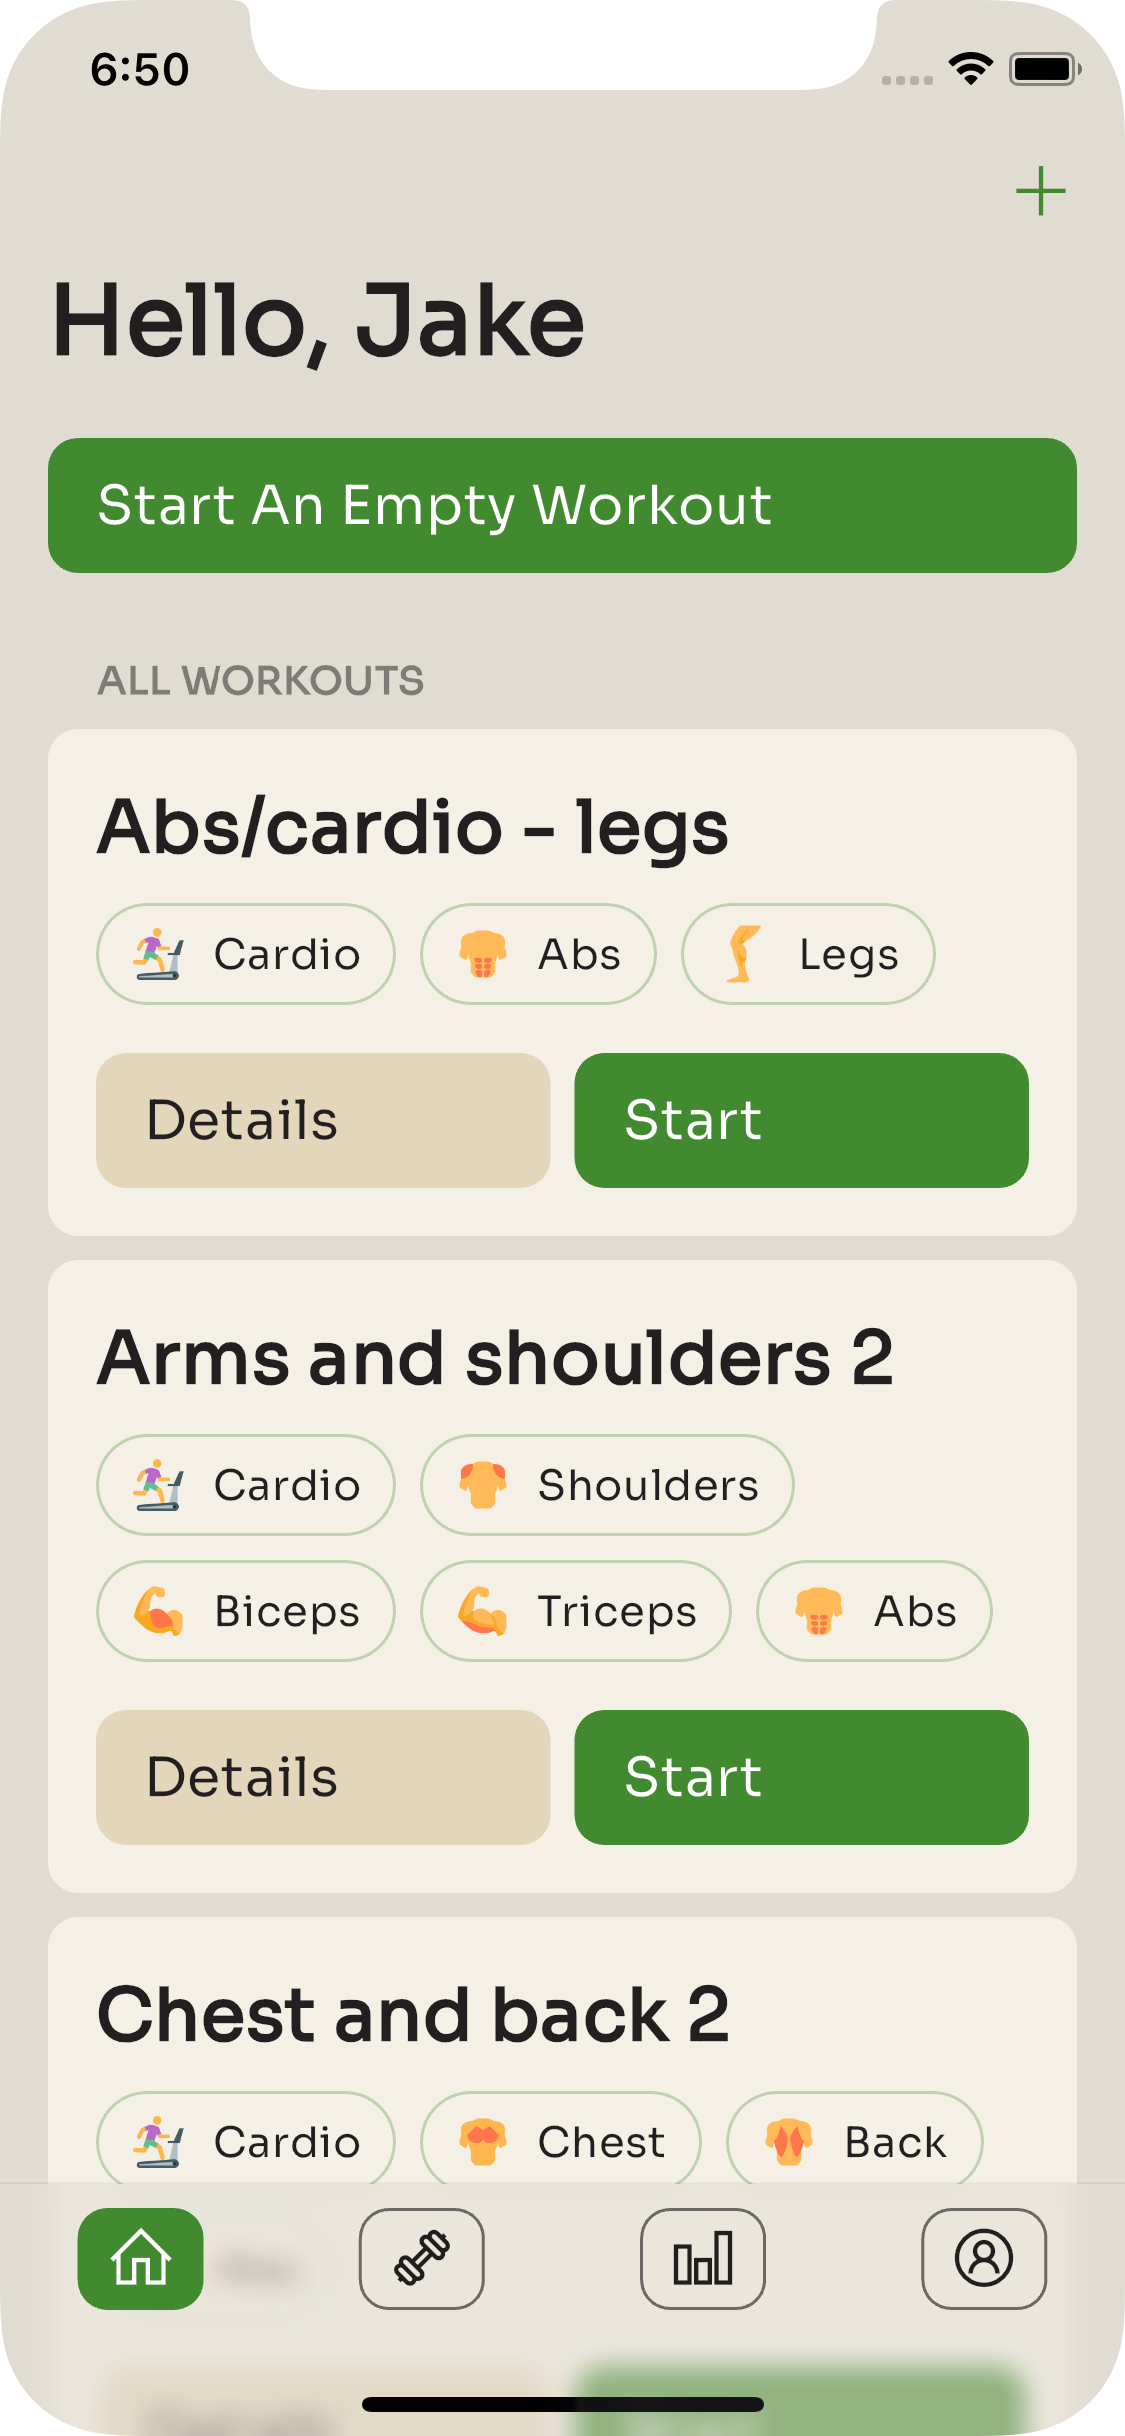 6:50
Hello, Jake
Start An Empty Workout
ALL WORKOUTS
Abs/cardio - legs
Cardio Abs Legs
Details Start
Arms and shoulders 2
Cardio Shoulders
Biceps Triceps Abs
Details Start
Chest and back 2
Cardio Chest Back